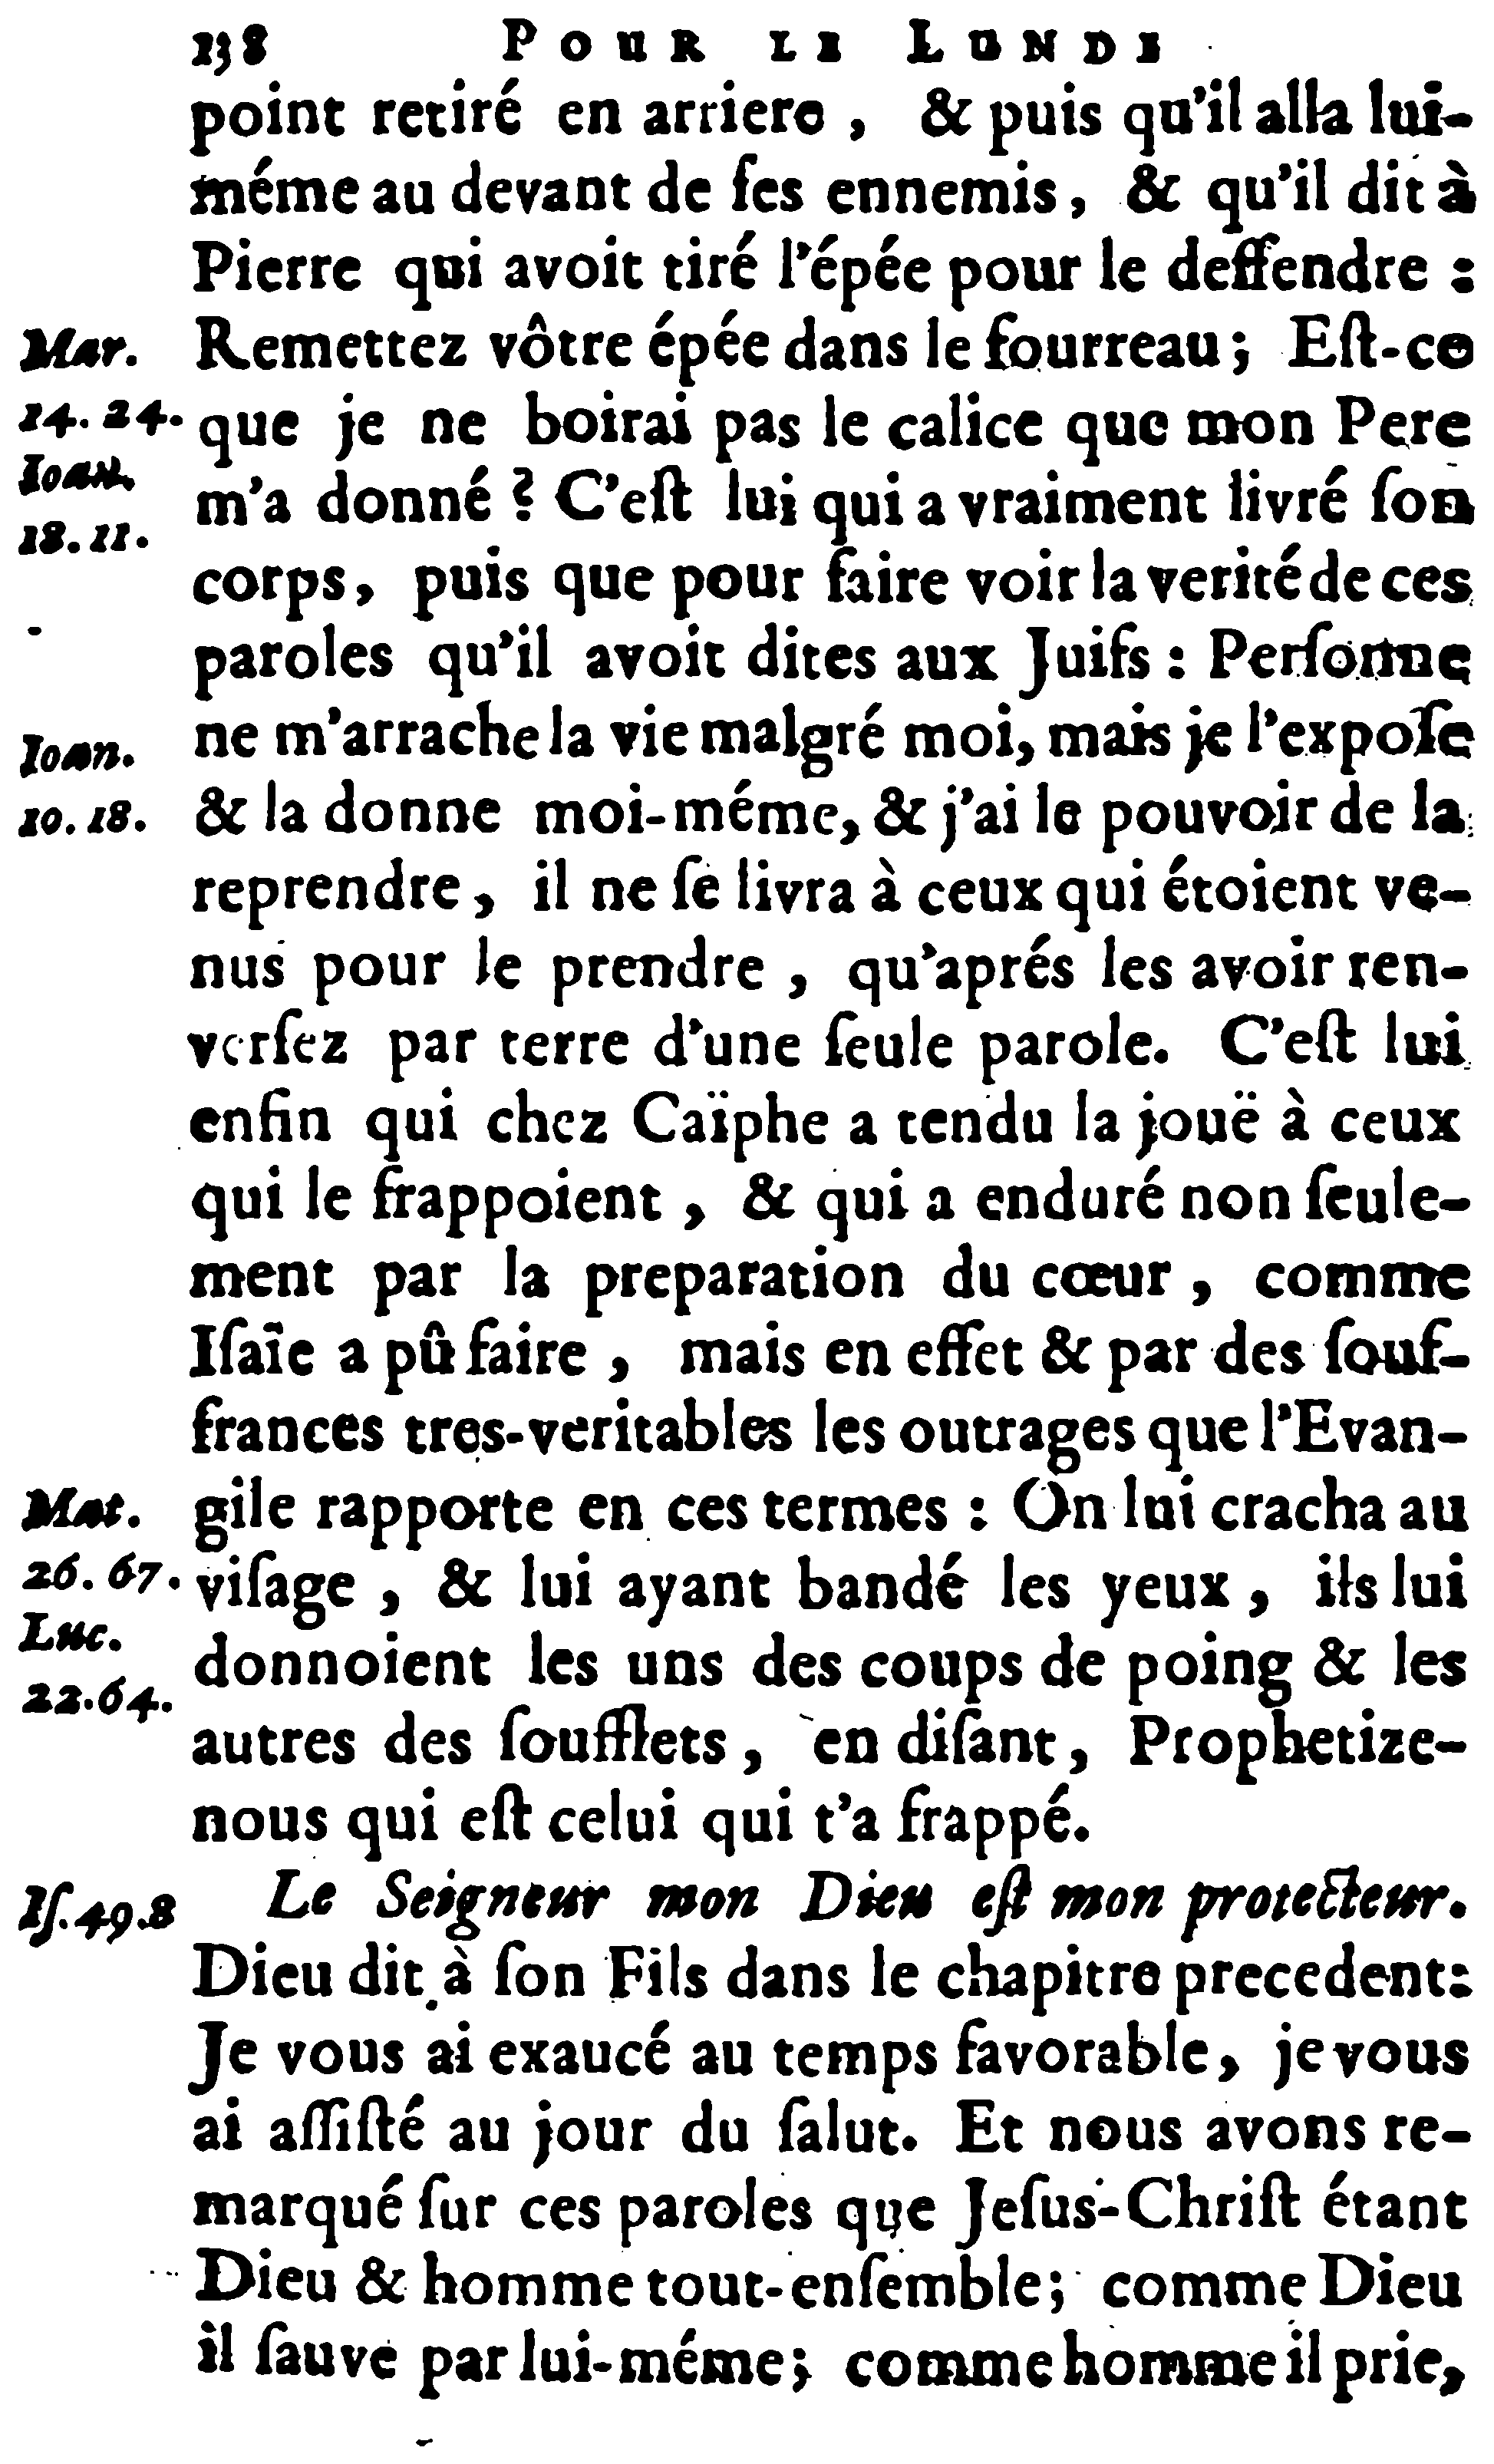 138 POUR LE LUNDI
point retiré en arriere, & puis qu'il alla lui-
méme au devant de ſes ennemis, & qu'il dit à
Pierre qui avoit tiré l'épée pour le deffendre :
Mar. Remettez vôtre épée dans le fourreau; Eſt-ce
14. 24. que je ne boirai pas le calice que mon Pere
Ioan.
m'a donné ? C'eſt lui qui a vraiment livré ſon
18. 11.
corps, puis que pour faire voir la verité de ces
paroles qu'il avoit dites aux Juifs : Perſonne
Ioan. ne m'arrache la vie malgré moi, mais je l'expoſe
10. 18. & la donne moi-méme, & j'ai le pouvoir de la
reprendre, il ne ſe livra à ceux qui étoient ve-
nus pour le prendre, qu'aprés les avoir ren-
verſez par terre d'une ſeule parole. C'eſt lui
enfin qui chez Caïphe a tendu la jouë à ceux
qui le frappoient, & qui a enduré non ſeule-
ment par la preparation du cœur, comme
Iſaïe a pû faire, mais en effet & par des ſouf-
frances tres-veritables les outrages que l'Evan-
Mat. gile rapporte en ces termes : On lui cracha au
26. 67. viſage, & lui ayant bandé les yeux, ils lui
Luc.
donnoient les uns des coups de poing & les
22. 64.
autres des ſoufflets, en diſant, Prophetize-
nous qui eſt celui qui t'a frappé.
Iſ. 49. 8 Le Seigneur mon Dieu eſt mon protecteur.
Dieu dit à ſon Fils dans le chapitre precedent:
Je vous ai exaucé au temps favorable, je vous
ai aſſiſté au jour du ſalut. Et nous avons re-
marqué ſur ces paroles que Jeſus-Chriſt étant
Dieu & homme tout-enſemble; comme Dieu
il ſauve par lui-méme; comme homme il prie,